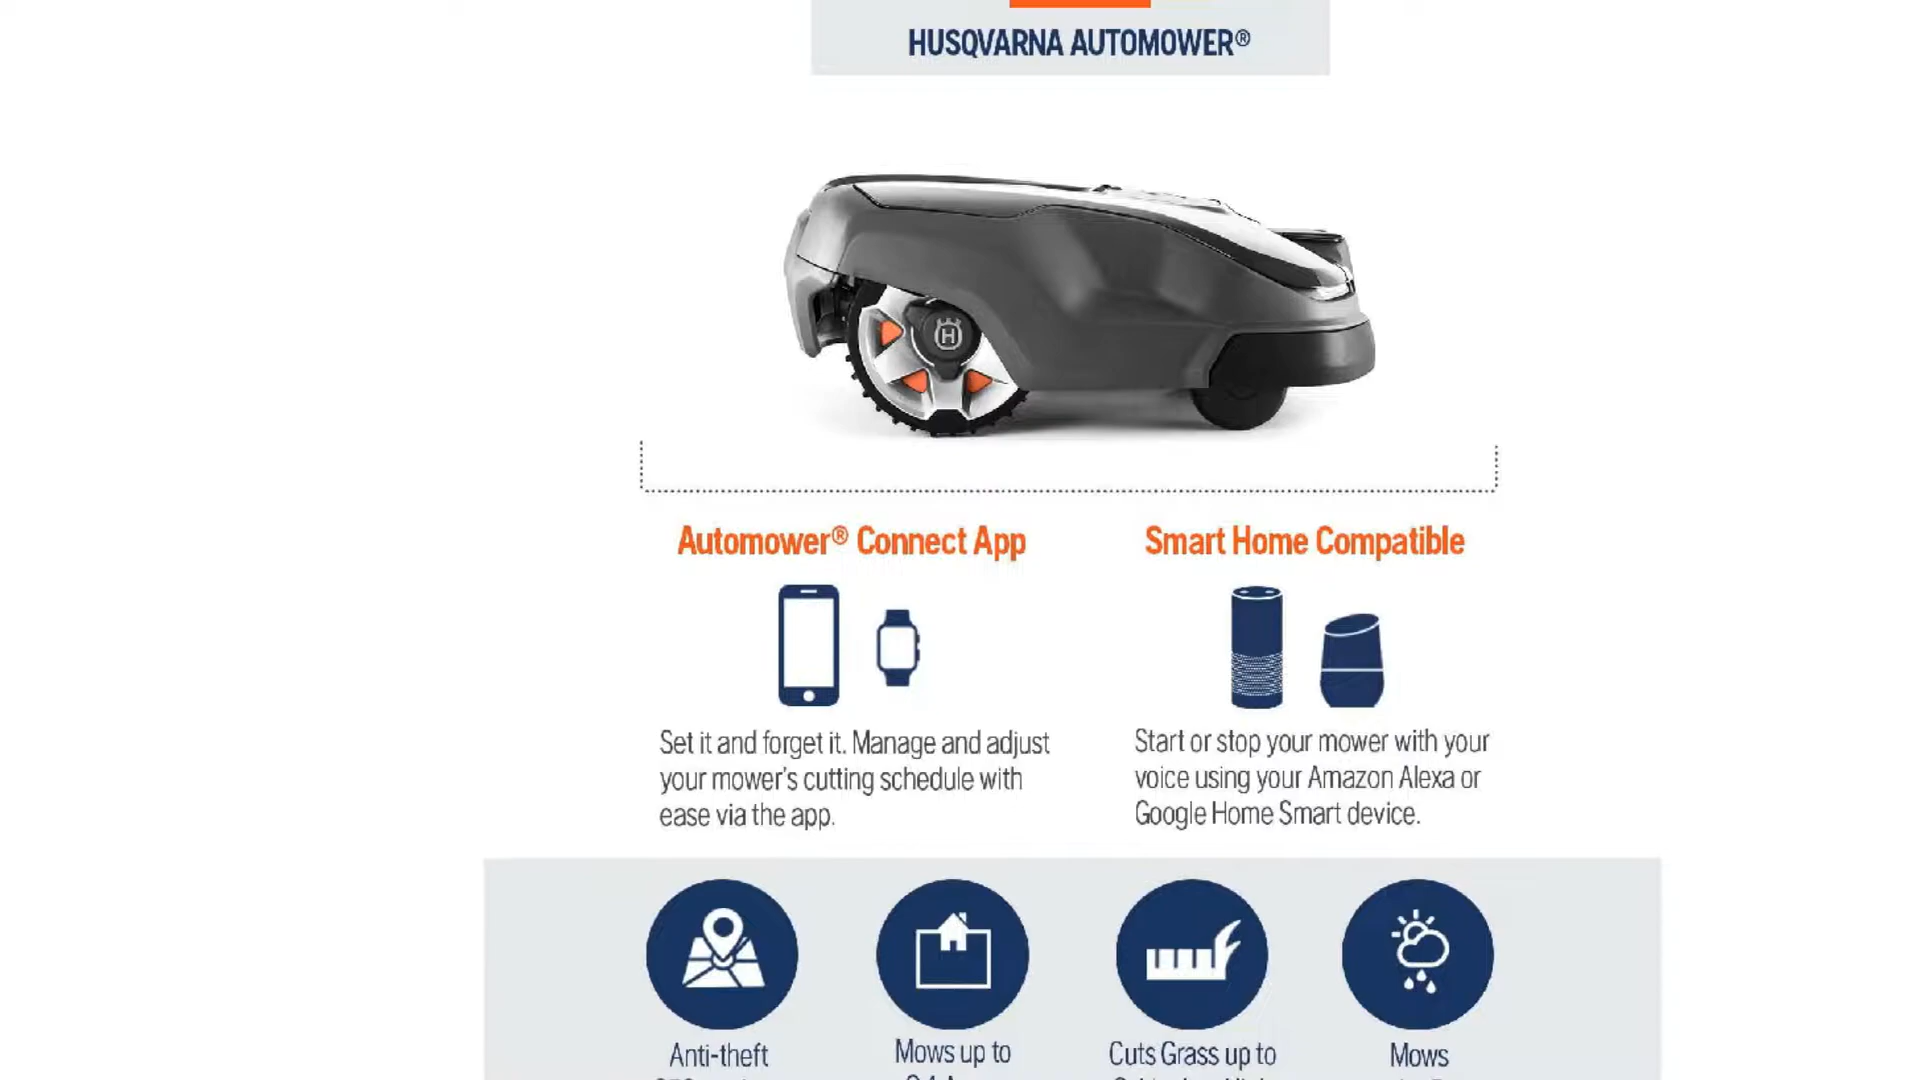 HUSQVARNA AUTOMOWER®
H
Automower® Connect App
Smart Home Compatible
Set it and forget it. Manage and adjust
your mower's cutting schedule with
ease via the app.
Start or stop your mower with your
voice using your Amazon Alexa or
Google Home Smart device.
Anti-theft
Mows up to
Cuts Grass up to
Mows